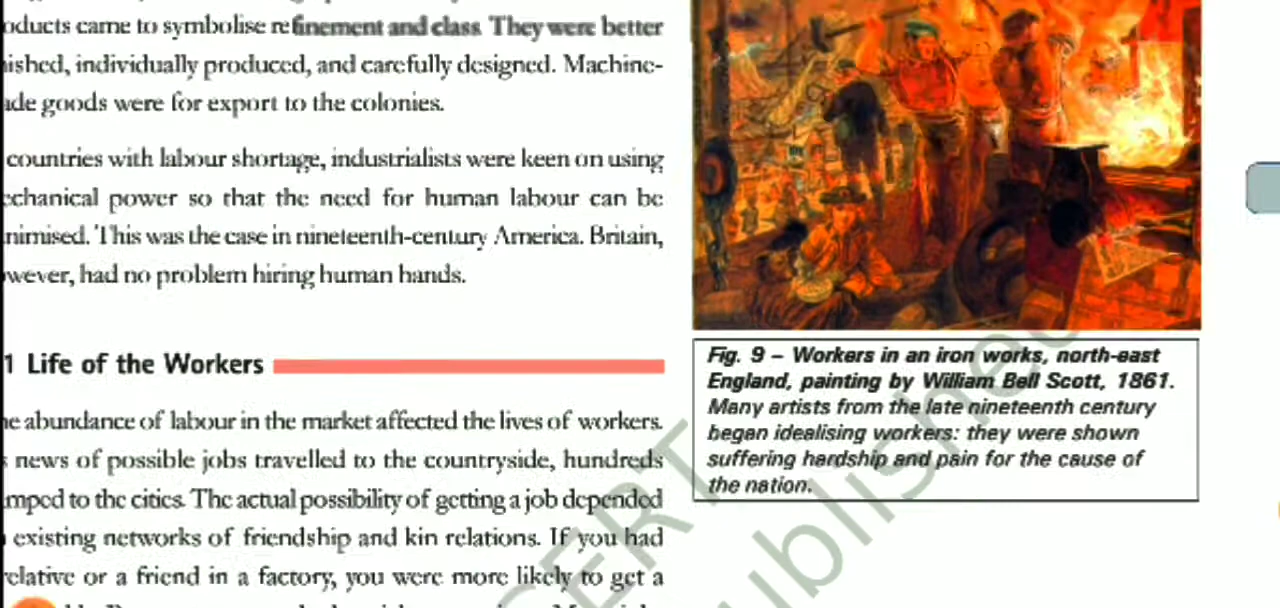 oducts came to symbolise refinement and class. They were better
ished, individually produced, and carefully designed. Machine-
ade goods were for export to the colonies.
countries with labour shortage, industrialists were keen on using
echanical power so that the need for human labour can be
nimised. This was the case in nineteenth-century America. Britain,
owever, had no problem hiring human hands.
1 Life of the Workers
he abundance of labour in the market affected the lives of workers.
s news of possible jobs travelled to the countryside, hundreds
amped to the cities. The actual possibility of getting a job depended
existing networks of friendship and kin relations. If you had
relative or a friend in a factory, you were more likely to get a
Fig. 9 – Workers in an iron works, north-east
England, painting by William Bell Scott, 1861.
Many artists from the late nineteenth century
began idealising workers: they were shown
suffering hardship and pain for the cause of
the nation.